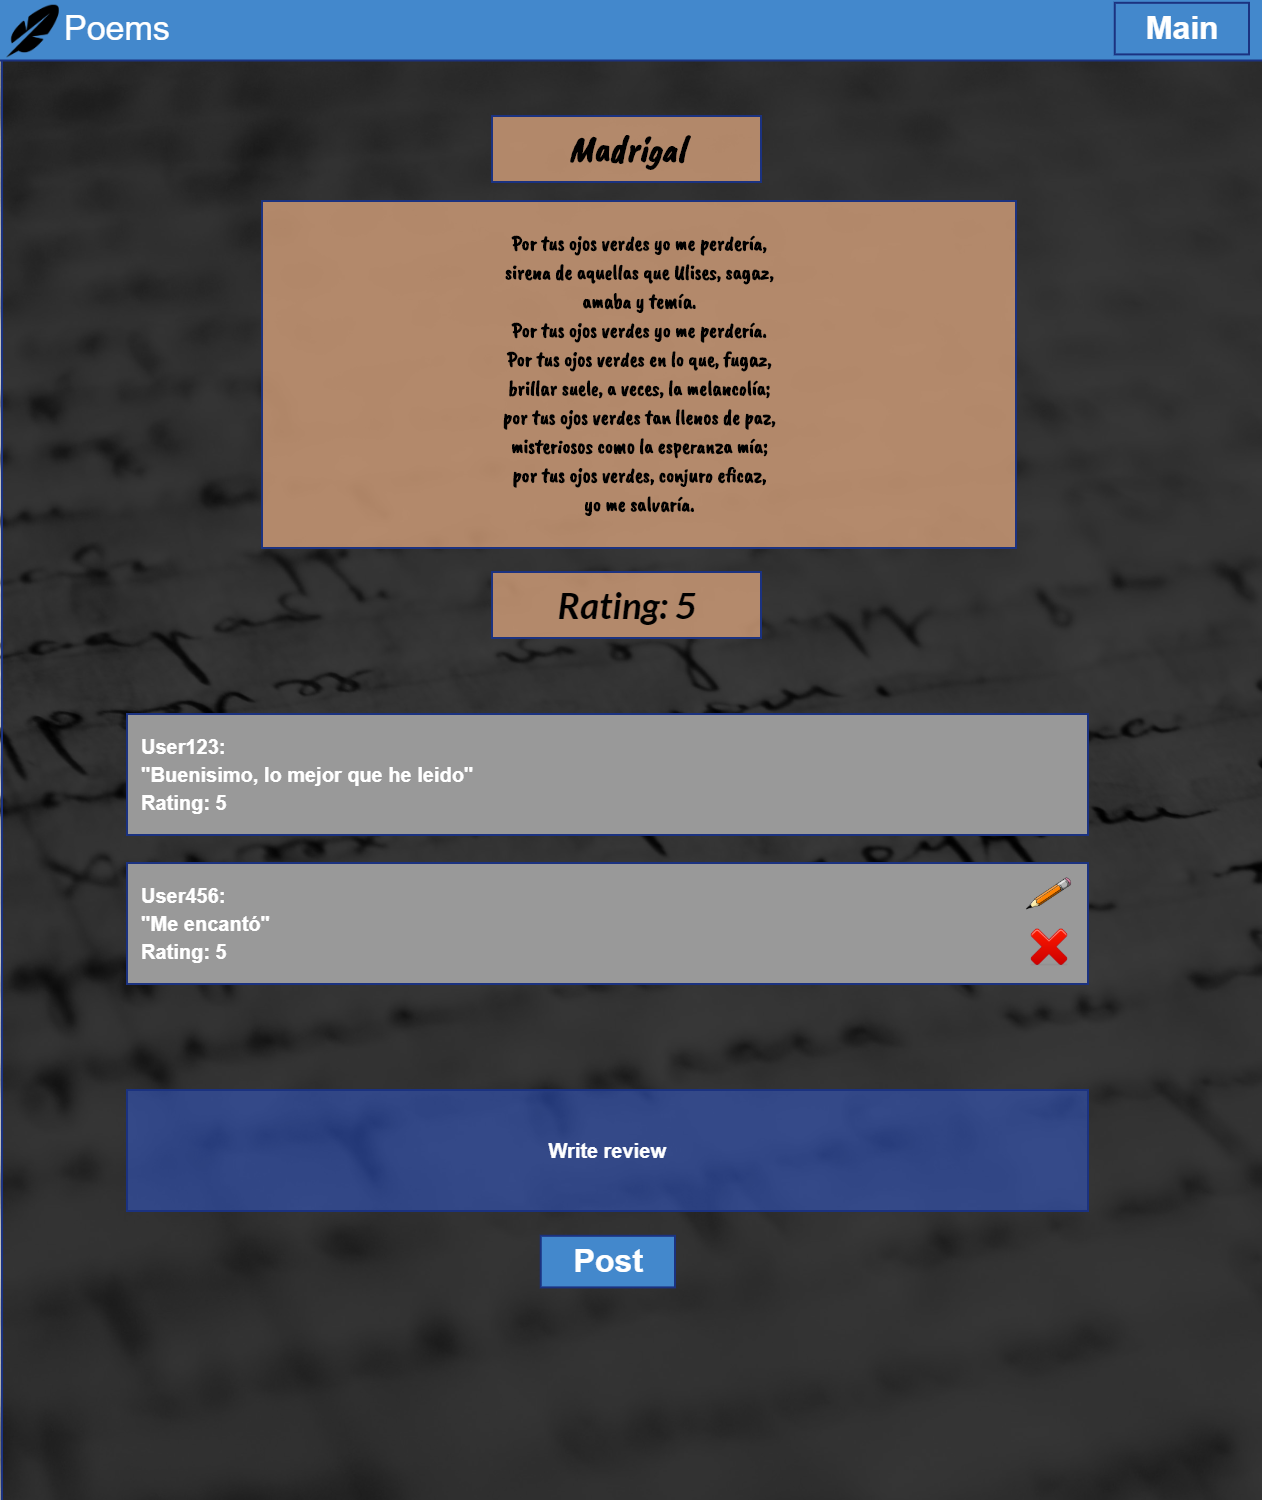 Poems
Main
Madrigal
Por tus ojos verdes yo me perdería,
sirena de aquellas que Ulises, sagaz,
amaba y temía.
Por tus ojos verdes yo me perdería.
Por tus ojos verdes en lo que, fugaz,
brillar suele, a veces, la melancolía;
por tus ojos verdes tan llenos de paz,
misteriosos como la esperanza mía;
por tus ojos verdes, conjuro eficaz,
yo me salvaría.
Rating: 5
User123:
"Buenisimo, lo mejor que he leido"
Rating: 5
User456:
"Me encantó"
Rating: 5
Write review
Post